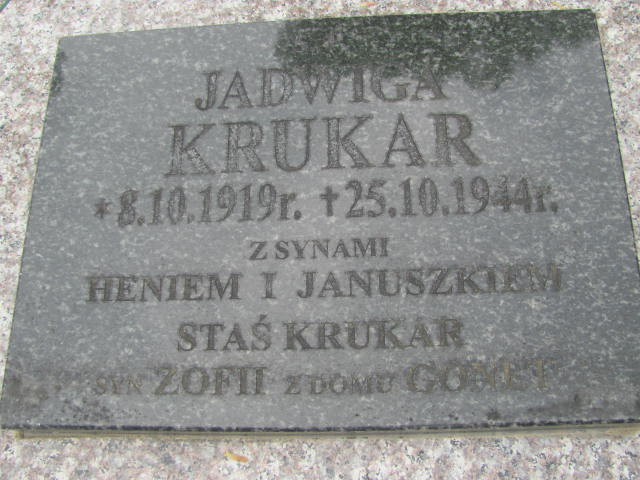 JADWIGA
KRUKAR
*8.10.1919r. †25.10.1944r.
Z SYNAMI
HENIEM I JANUSZKIEM
STAŚ KRUKAR
SYN ZOFII Z DOMU